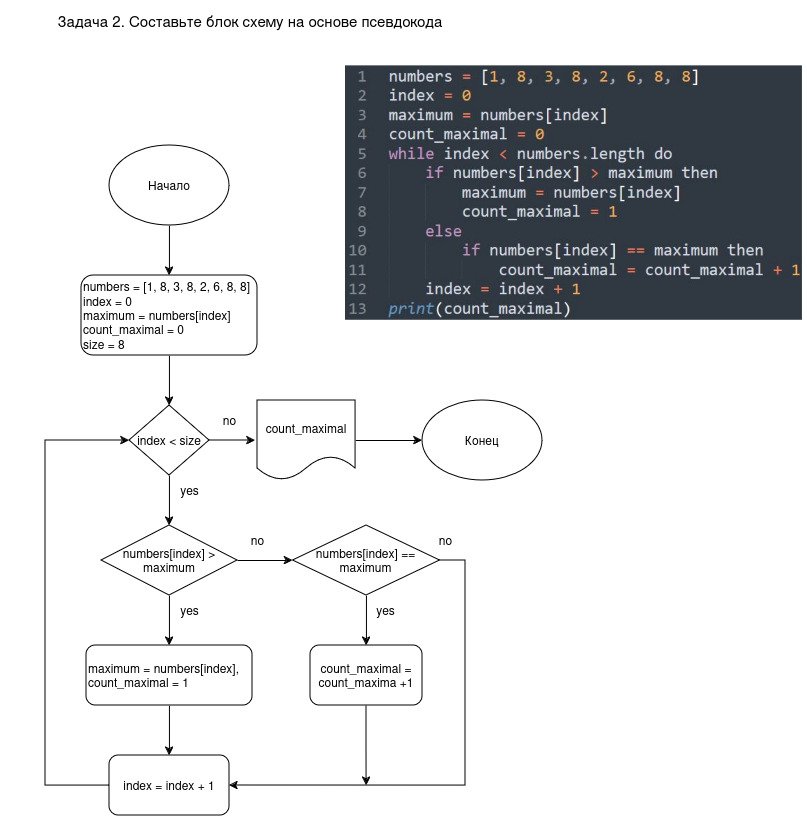 Задача 2. Составьте блок схему на основе псевдокода
1 numbers = [1, 8, 3, 8, 2, 6, 8, 8]
2 index = 0
3 maximum = numbers[index]
4 count_maximal = 0
5 while index < numbers.length do
6 if numbers[index] > maximum then
7 maximum = numbers[index]
8 count_maximal = 1
9 else
10 if numbers[index] == maximum then
11 count_maximal = count_maximal + 1
12 index = index + 1
13 print(count_maximal)
Начало
numbers = [1, 8, 3, 8, 2, 6, 8, 8]
index = 0
maximum = numbers[index]
count_maximal = 0
size = 8
index < size
no
count_maximal
Конец
yes
numbers[index] >
maximum
no
numbers[index] ==
maximum
no
yes
yes
maximum = numbers[index],
count_maximal = 1
count_maximal =
count_maxima +1
index = index + 1